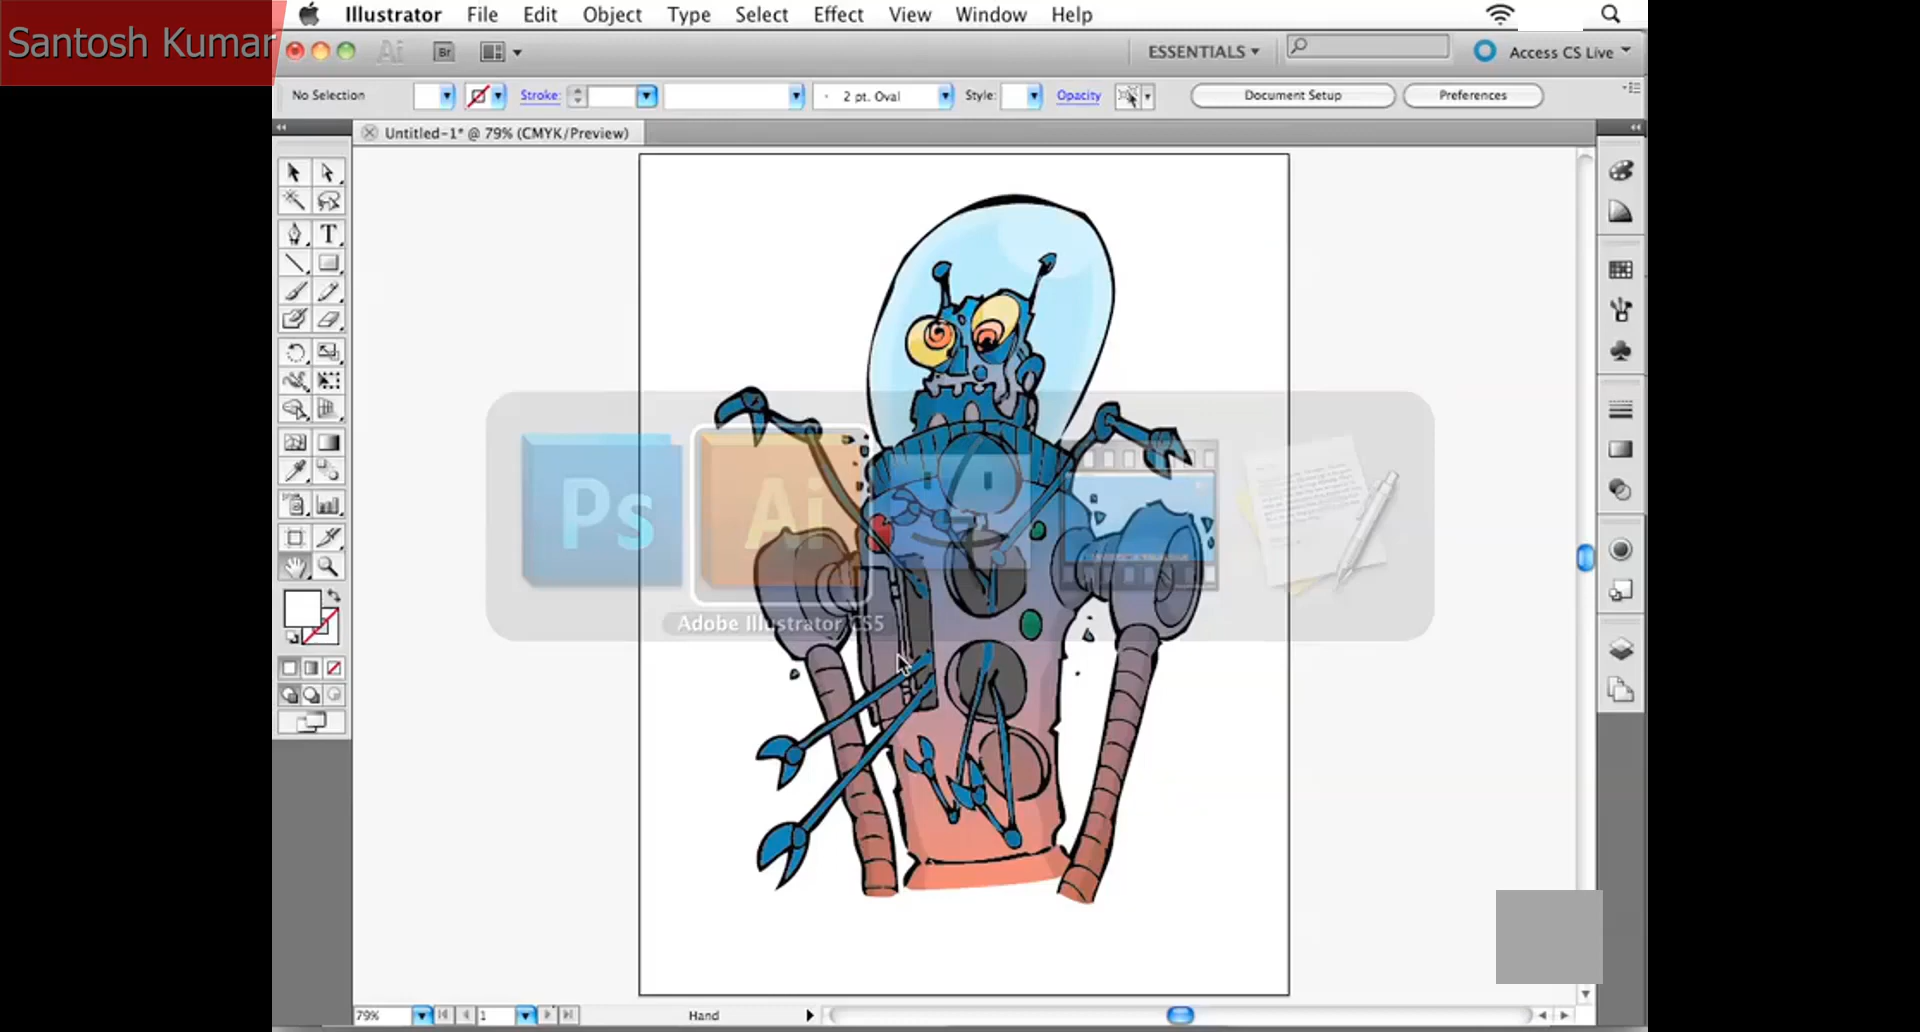 Santosh Kumar
Illustrator File Edit Object Type Select Effect View Window Help
Ai Br ESSENTIALS Access CS Live
No Selection Stroke: 2 pt. Oval Style: Opacity Document Setup Preferences
Untitled-1* @ 79% (CMYK/Preview)
T
Ps Ai
Adobe Illustrator CS5
79% 1 Hand